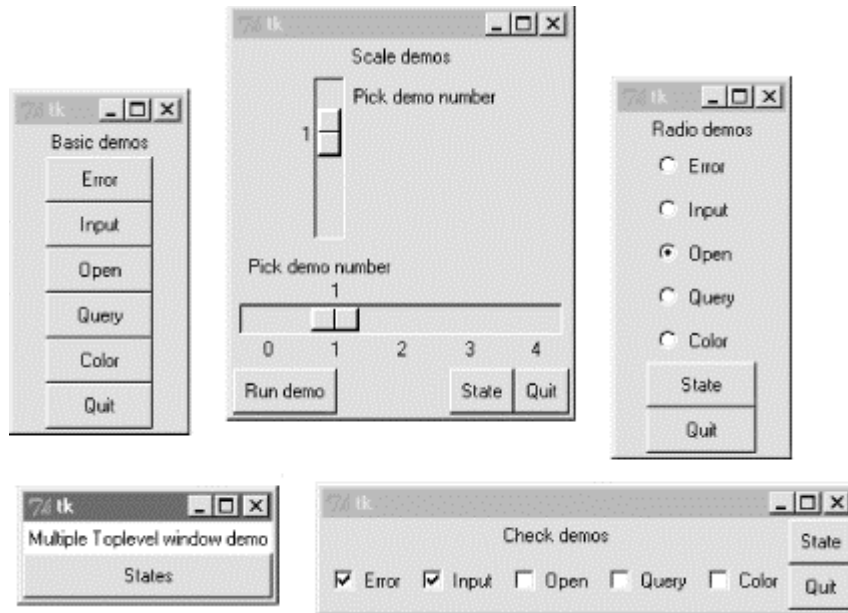 tk
Basic demos
Error
Input
Open
Query
Color
Quit
tk
Scale demos
Pick demo number
1
Pick demo number
1
0 1 2 3 4
Run demo State Quit
tk
Radio demos
Error
Input
Open
Query
Color
State
Quit
tk
Multiple Toplevel window demo
States
tk
Check demos
State
Error Input Open Query Color
Quit